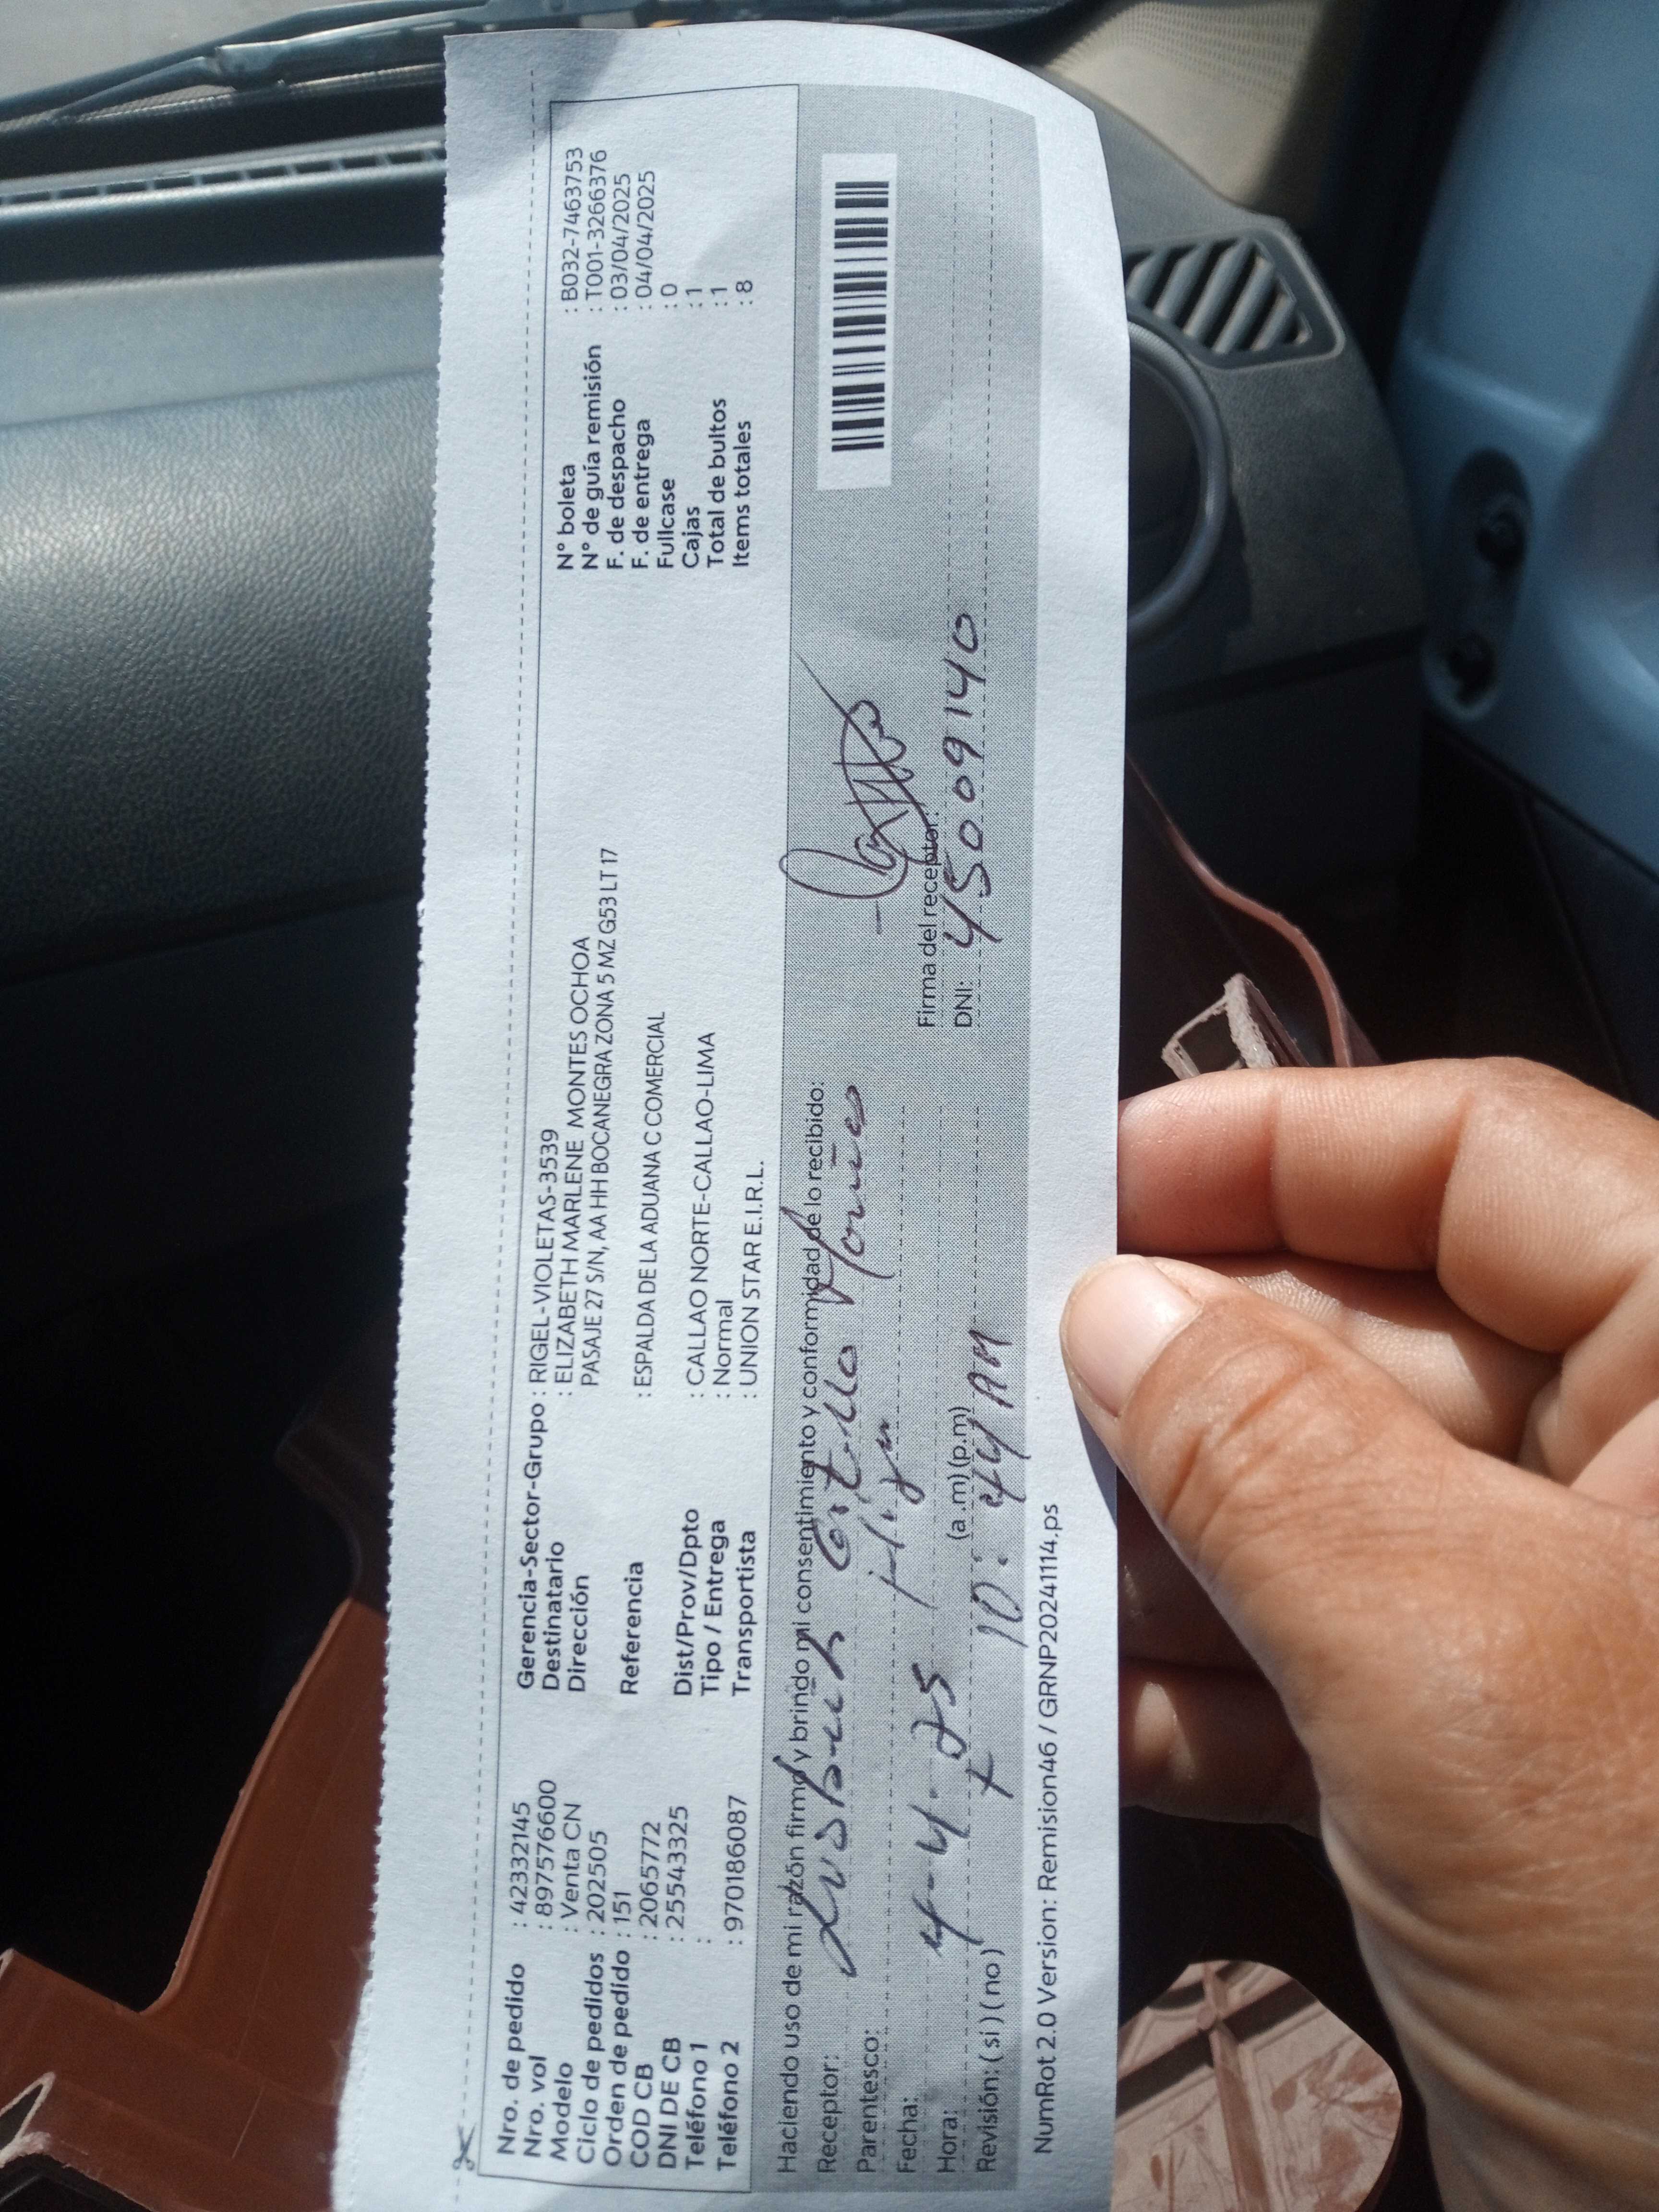 Nro. de pedido : 42332145
Nro. vol : 897576600
Modelo : Venta CN
Ciclo de pedidos : 202505
Orden de pedido : 151
COD CB : 2065772
DNI DE CB : 25543325
Teléfono 1 :
Teléfono 2 : 970186087
Gerencia-Sector-Grupo : RIGEL-VIOLETAS-3539
Destinatario : ELIZABETH MARLENE MONTES OCHOA
Dirección PASAJE 27 S/N, AA HH BOCANEGRA ZONA 5 MZ G53 LT 17
Referencia : ESPALDA DE LA ADUANA C COMERCIAL
Dist/Prov/Dpto : CALLAO NORTE-CALLAO-LIMA
Tipo / Entrega : Normal
Transportista : UNION STAR E.I.R.L.
N° boleta : B032-7463753
N° de guía remisión : T001-3266376
F. de despacho : 03/04/2025
F. de entrega : 04/04/2025
Fullcase : 0
Cajas : 1
Total de bultos : 1
Items totales : 8
Haciendo uso de mi razón firmo y brindo mi consentimiento y conformidad de lo recibido:
Receptor: Castillo
Parentesco:
Fecha: 4-4-25
Hora: (a .m) (p.m) 10:44 AM
Revisión: ( si ) ( no )
Firma del receptor:
DNI: 45009140
NumRot 2.0 Version: Remision46 / GRNP20241114.ps